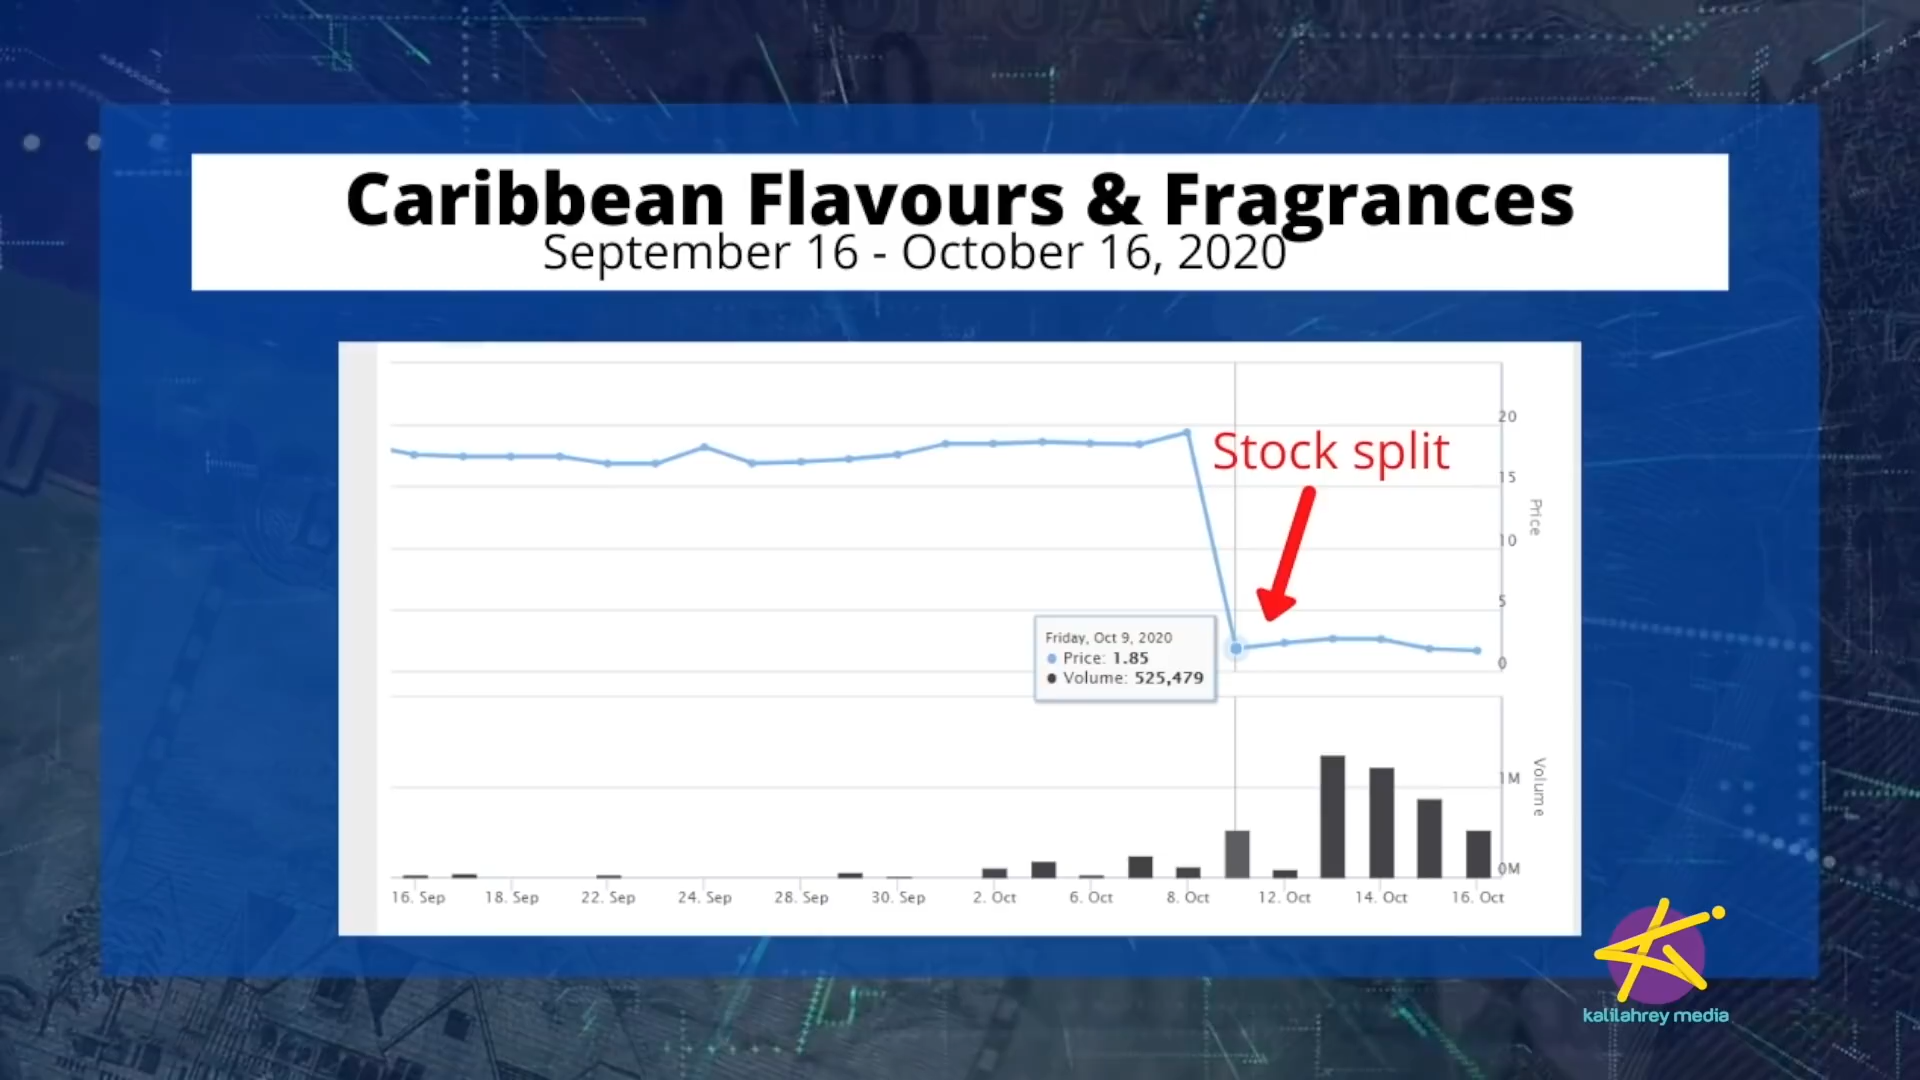 Caribbean Flavours & Fragrances
September 16 - October 16, 2020
20
Stock split
15
Price
10
5
Friday, Oct 9, 2020
Price: 1.85
Volume: 525,479
0
Volume
1M
0M
16. Sep 18. Sep 22. Sep 24. Sep 28. Sep 30. Sep 2. Oct 6. Oct 8. Oct 12. Oct 14. Oct 16. Oct
kalilahrey media